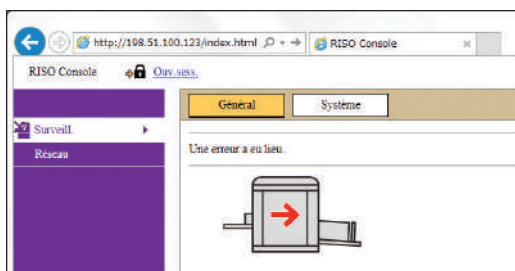 http://198.51.100.123/index.html
RISO Console
RISO Console
Ouv.sess.
Général
Système
Surveill.
Réseau
Une erreur a eu lieu.